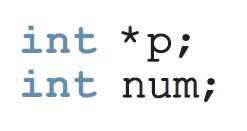 int *p;
int num;